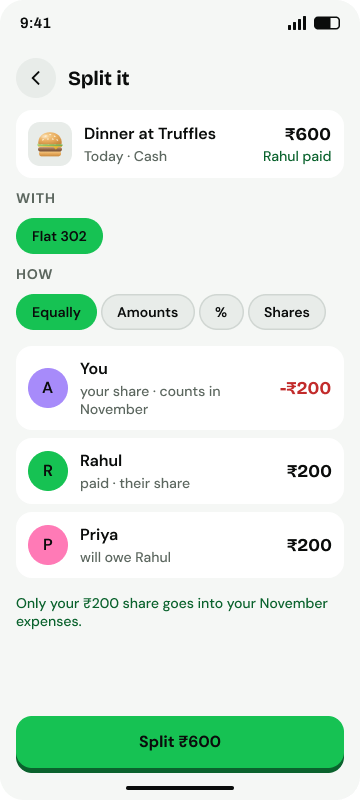 9:41
Split it
Dinner at Truffles
₹600
Today · Cash
Rahul paid
WITH
Flat 302
HOW
Equally
Amounts
%
Shares
A
You
your share · counts in
November
-₹200
R
Rahul
paid · their share
₹200
P
Priya
will owe Rahul
₹200
Only your ₹200 share goes into your November
expenses.
Split ₹600